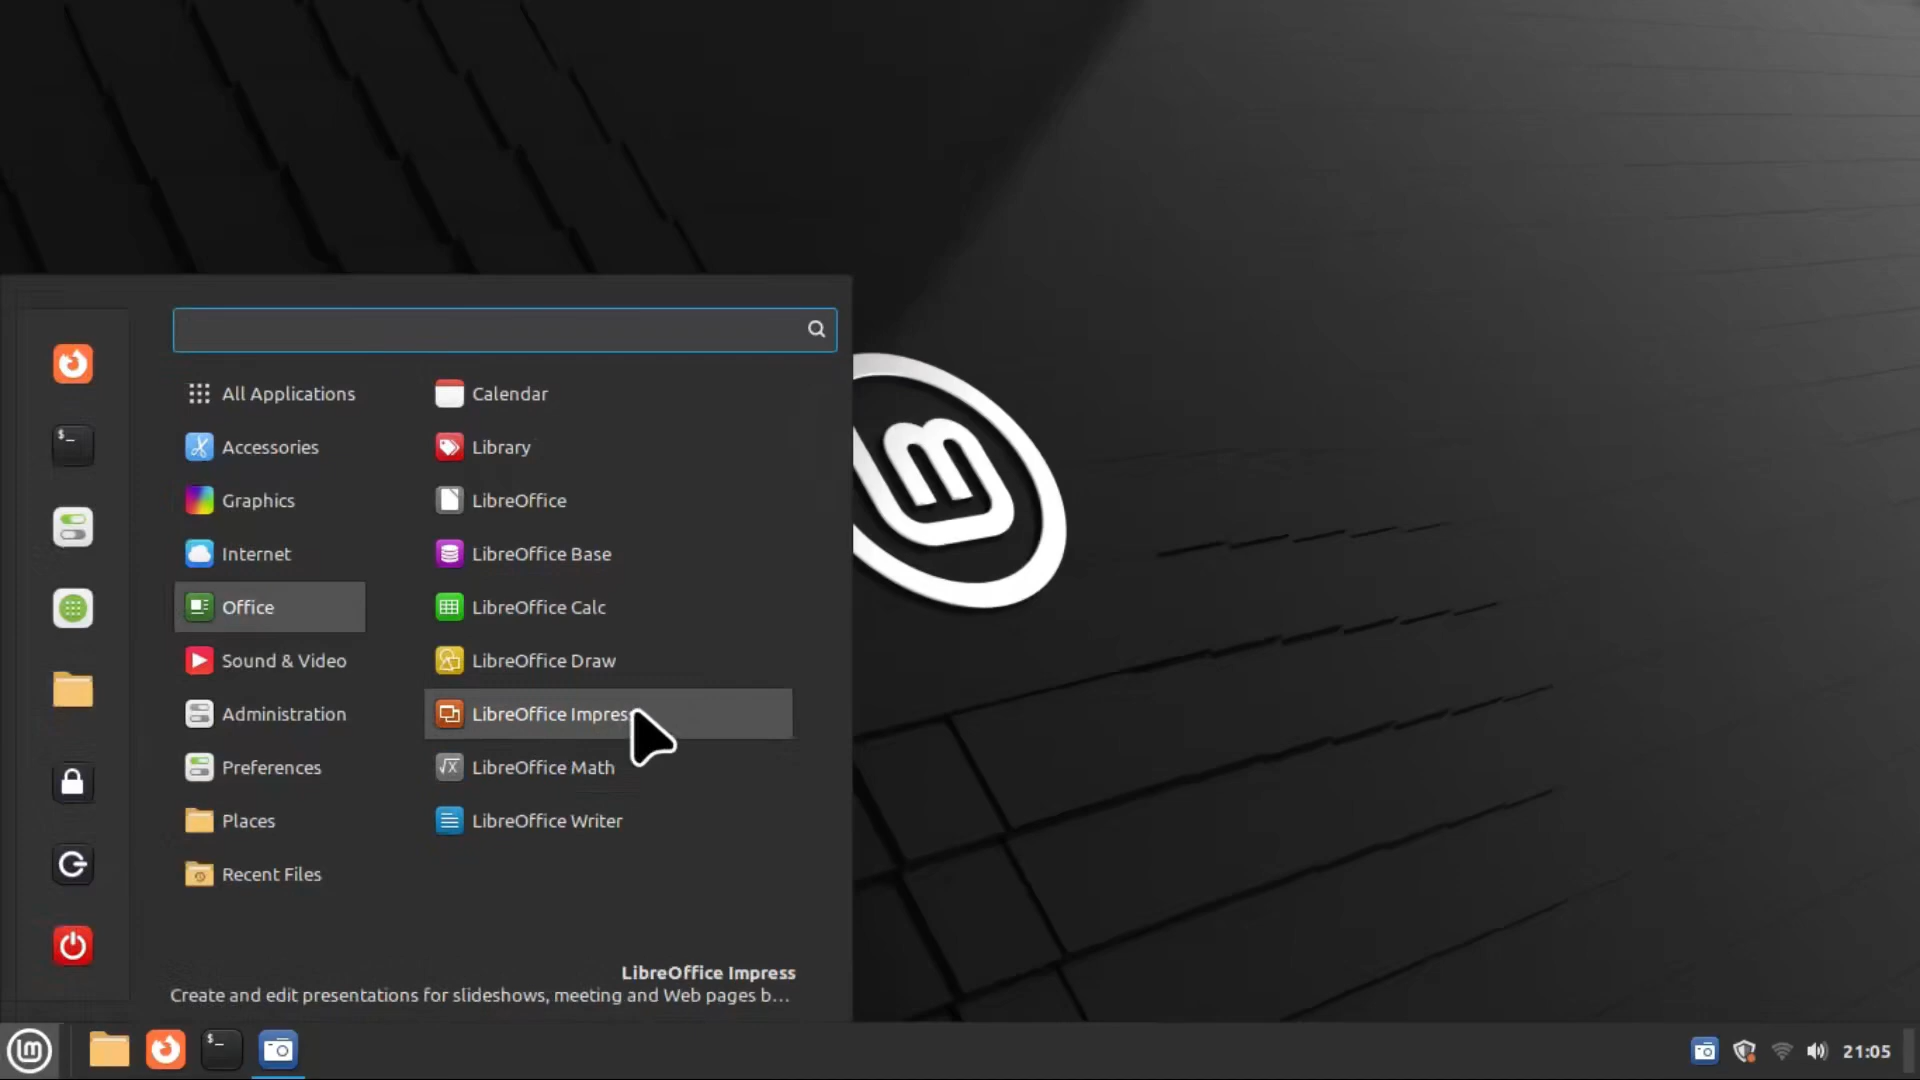 All Applications
Accessories
Graphics
Internet
Office
Sound & Video
Administration
Preferences
Places
Recent Files
Calendar
Library
LibreOffice
LibreOffice Base
LibreOffice Calc
LibreOffice Draw
LibreOffice Impress
LibreOffice Math
LibreOffice Writer
LibreOffice Impress
Create and edit presentations for slideshows, meeting and Web pages b...
21:05